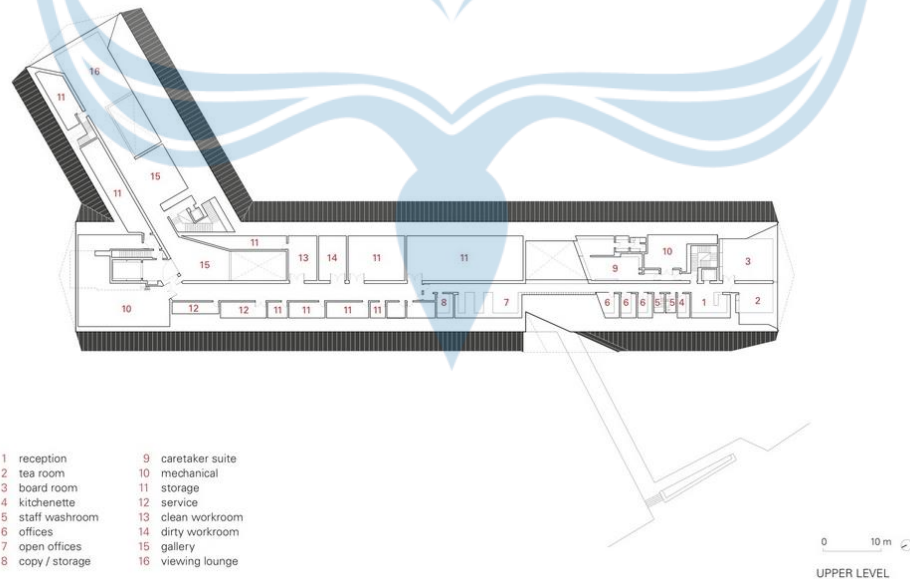 16
11
15
11
11
13
14
11
11
10
3
15
9
10
12
12
11
11
11
11
8
7
6
6
6
5
5
4
1
2
1 reception
2 tea room
3 board room
4 kitchenette
5 staff washroom
6 offices
7 open offices
8 copy / storage
9 caretaker suite
10 mechanical
11 storage
12 service
13 clean workroom
14 dirty workroom
15 gallery
16 viewing lounge
0 10 m
UPPER LEVEL